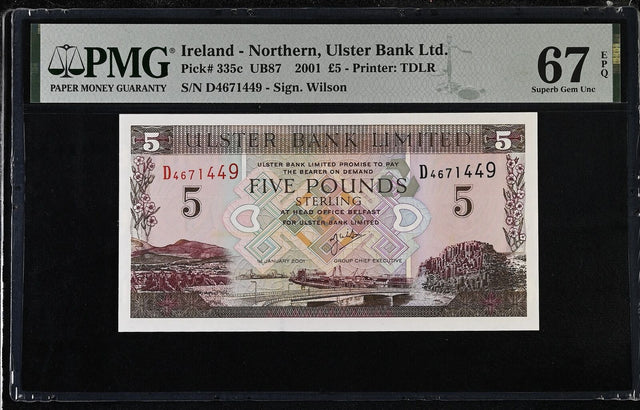 PMG®
PAPER MONEY GUARANTY
Ireland - Northern, Ulster Bank Ltd.
Pick# 335c UB87 2001 £5 - Printer: TDLR
S/N D4671449 - Sign. Wilson
67 EPQ
Superb Gem Unc
5 ULSTER BANK LIMITED 5
ULSTER BANK LIMITED PROMISE TO PAY
THE BEARER ON DEMAND
D4671449 D4671449
FIVE POUNDS
5 STERLING 5
AT HEAD OFFICE BELFAST
FOR ULSTER BANK LIMITED
1st JANUARY 2001 GROUP CHIEF EXECUTIVE